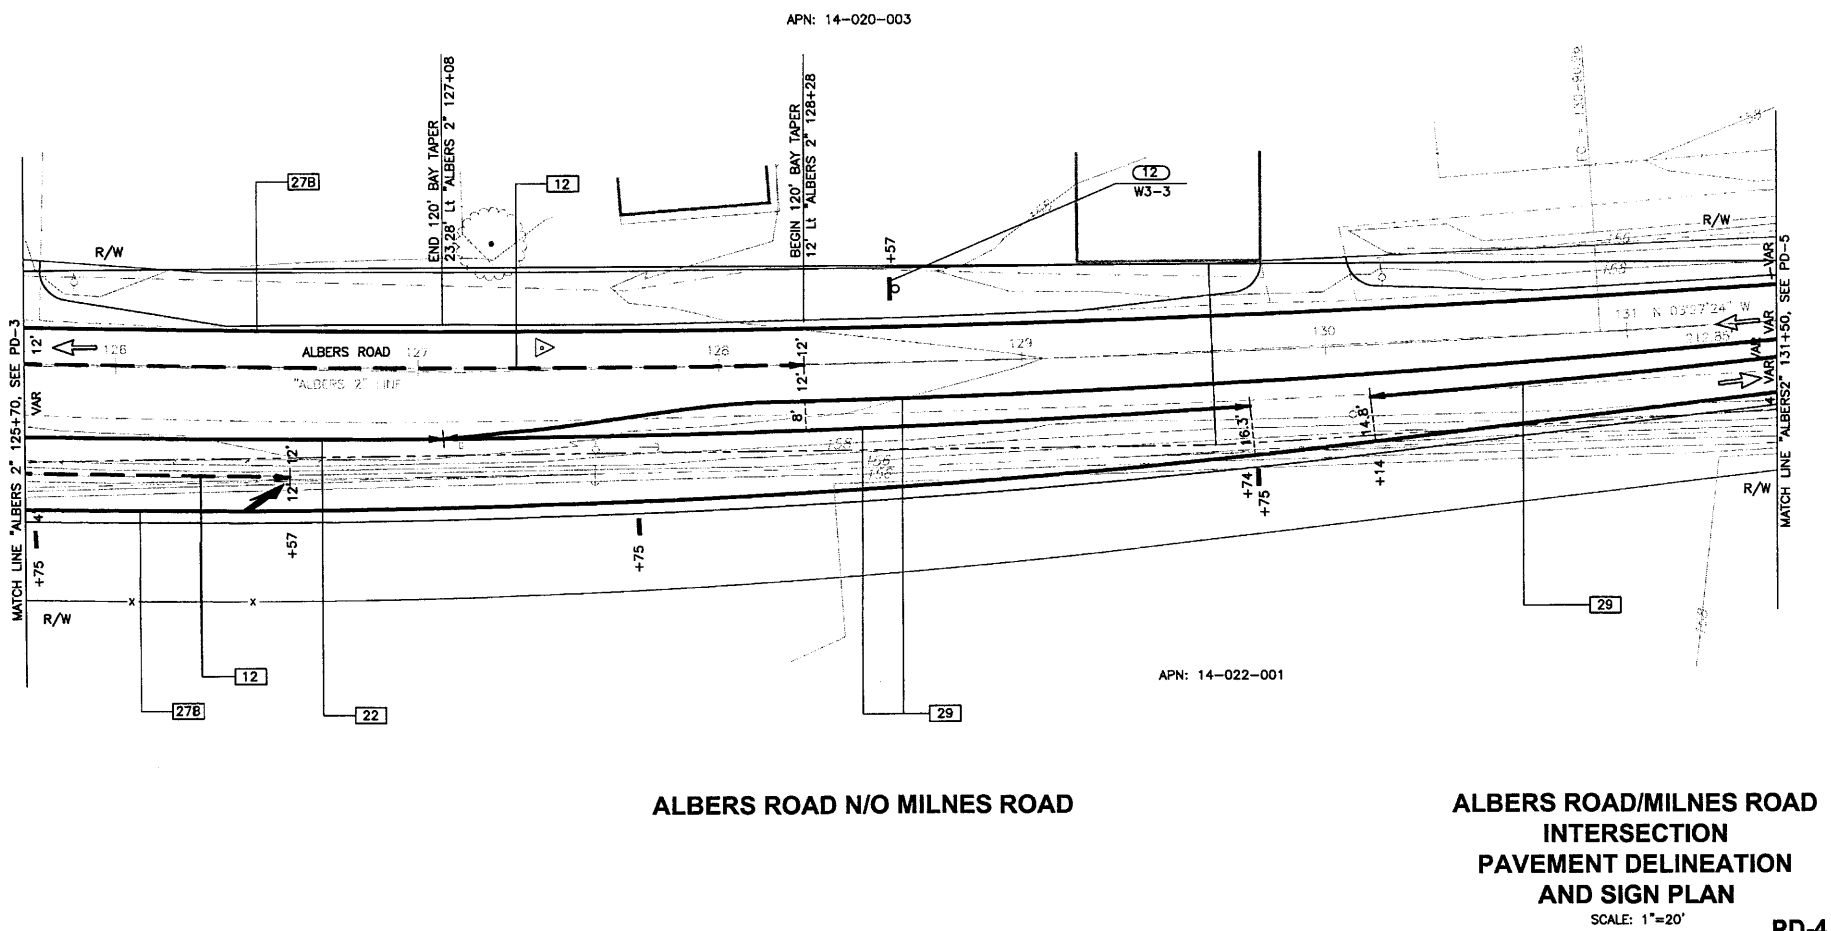 APN: 14-020-003
END 120' BAY TAPER
23.28' Lt "ALBERS 2" 127+08
BEGIN 120' BAY TAPER
12' Lt "ALBERS 2" 128+28
27B
12
12
W3-3
+57
R/W
R/W
MATCH LINE "ALBERS 2" 125+70, SEE PD-3
MATCH LINE "ALBERS2" 131+50, SEE PD-5
12'
VAR
126
ALBERS ROAD
127
128
129
130
131
12'
12'
8'
VAR
VAR
VAR
VAR
4'
158
16.3'
14.8'
12'
12'
4'
+75
+57
+75
+74
+75
+14
R/W
R/W
12
27B
22
29
29
APN: 14-022-001
ALBERS ROAD N/O MILNES ROAD
ALBERS ROAD/MILNES ROAD
INTERSECTION
PAVEMENT DELINEATION
AND SIGN PLAN
SCALE: 1"=20'
PD-4